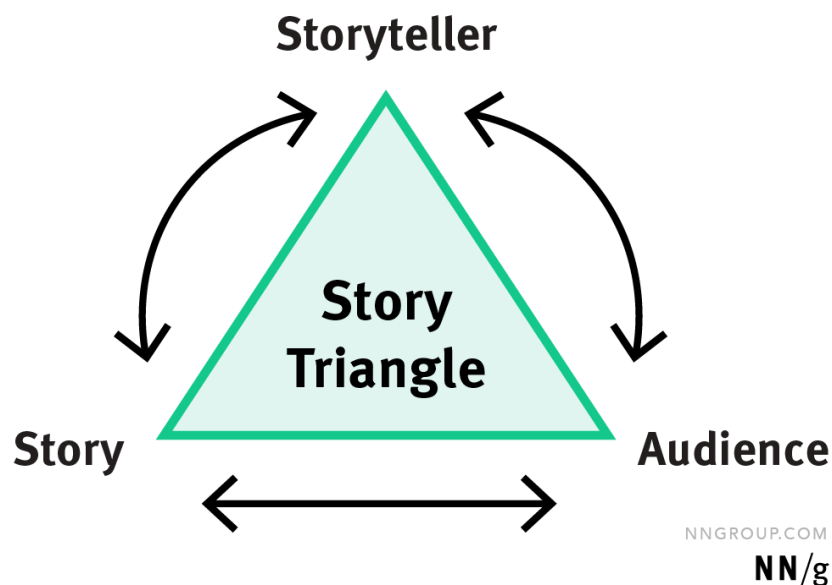 Storyteller
Story
Triangle
Story
Audience
NNGROUP.COM
NN/g